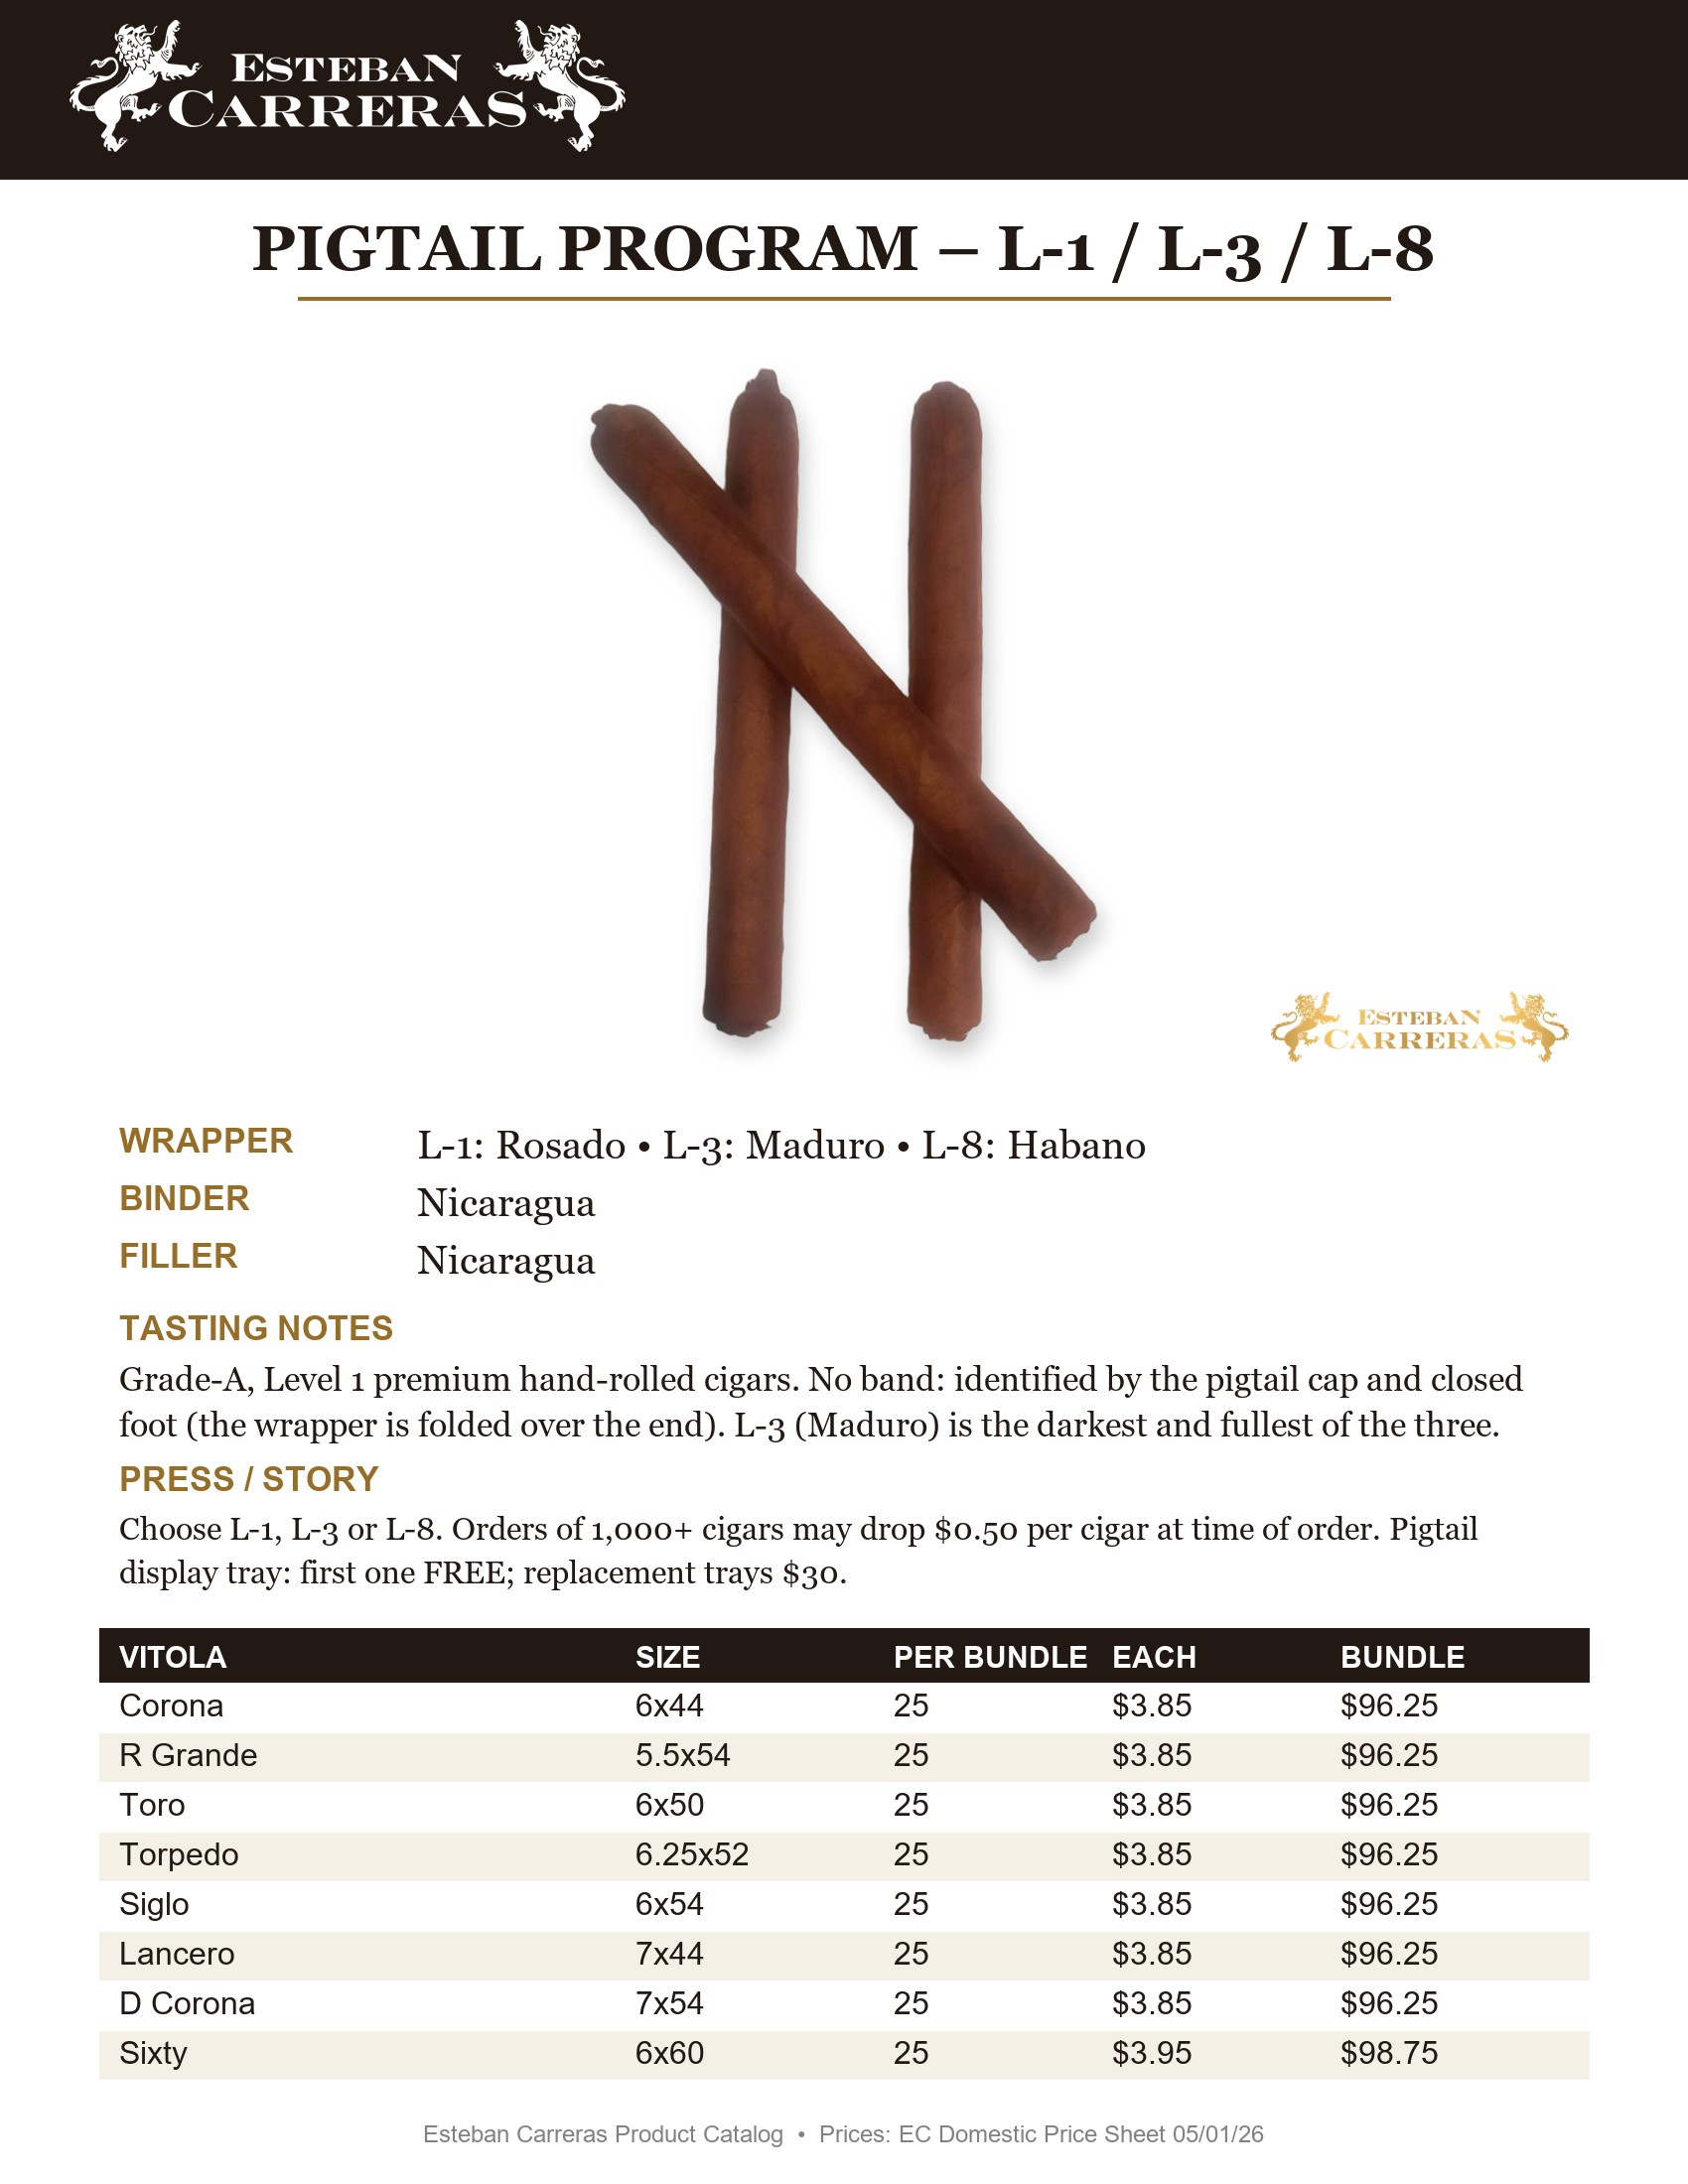 ESTEBAN
CARRERAS
PIGTAIL PROGRAM – L-1 / L-3 / L-8
ESTEBAN
CARRERAS
WRAPPER L-1: Rosado • L-3: Maduro • L-8: Habano
BINDER Nicaragua
FILLER Nicaragua
TASTING NOTES
Grade-A, Level 1 premium hand-rolled cigars. No band: identified by the pigtail cap and closed
foot (the wrapper is folded over the end). L-3 (Maduro) is the darkest and fullest of the three.
PRESS / STORY
Choose L-1, L-3 or L-8. Orders of 1,000+ cigars may drop $0.50 per cigar at time of order. Pigtail
display tray: first one FREE; replacement trays $30.
VITOLA SIZE PER BUNDLE EACH BUNDLE
Corona 6x44 25 $3.85 $96.25
R Grande 5.5x54 25 $3.85 $96.25
Toro 6x50 25 $3.85 $96.25
Torpedo 6.25x52 25 $3.85 $96.25
Siglo 6x54 25 $3.85 $96.25
Lancero 7x44 25 $3.85 $96.25
D Corona 7x54 25 $3.85 $96.25
Sixty 6x60 25 $3.95 $98.75
Esteban Carreras Product Catalog • Prices: EC Domestic Price Sheet 05/01/26